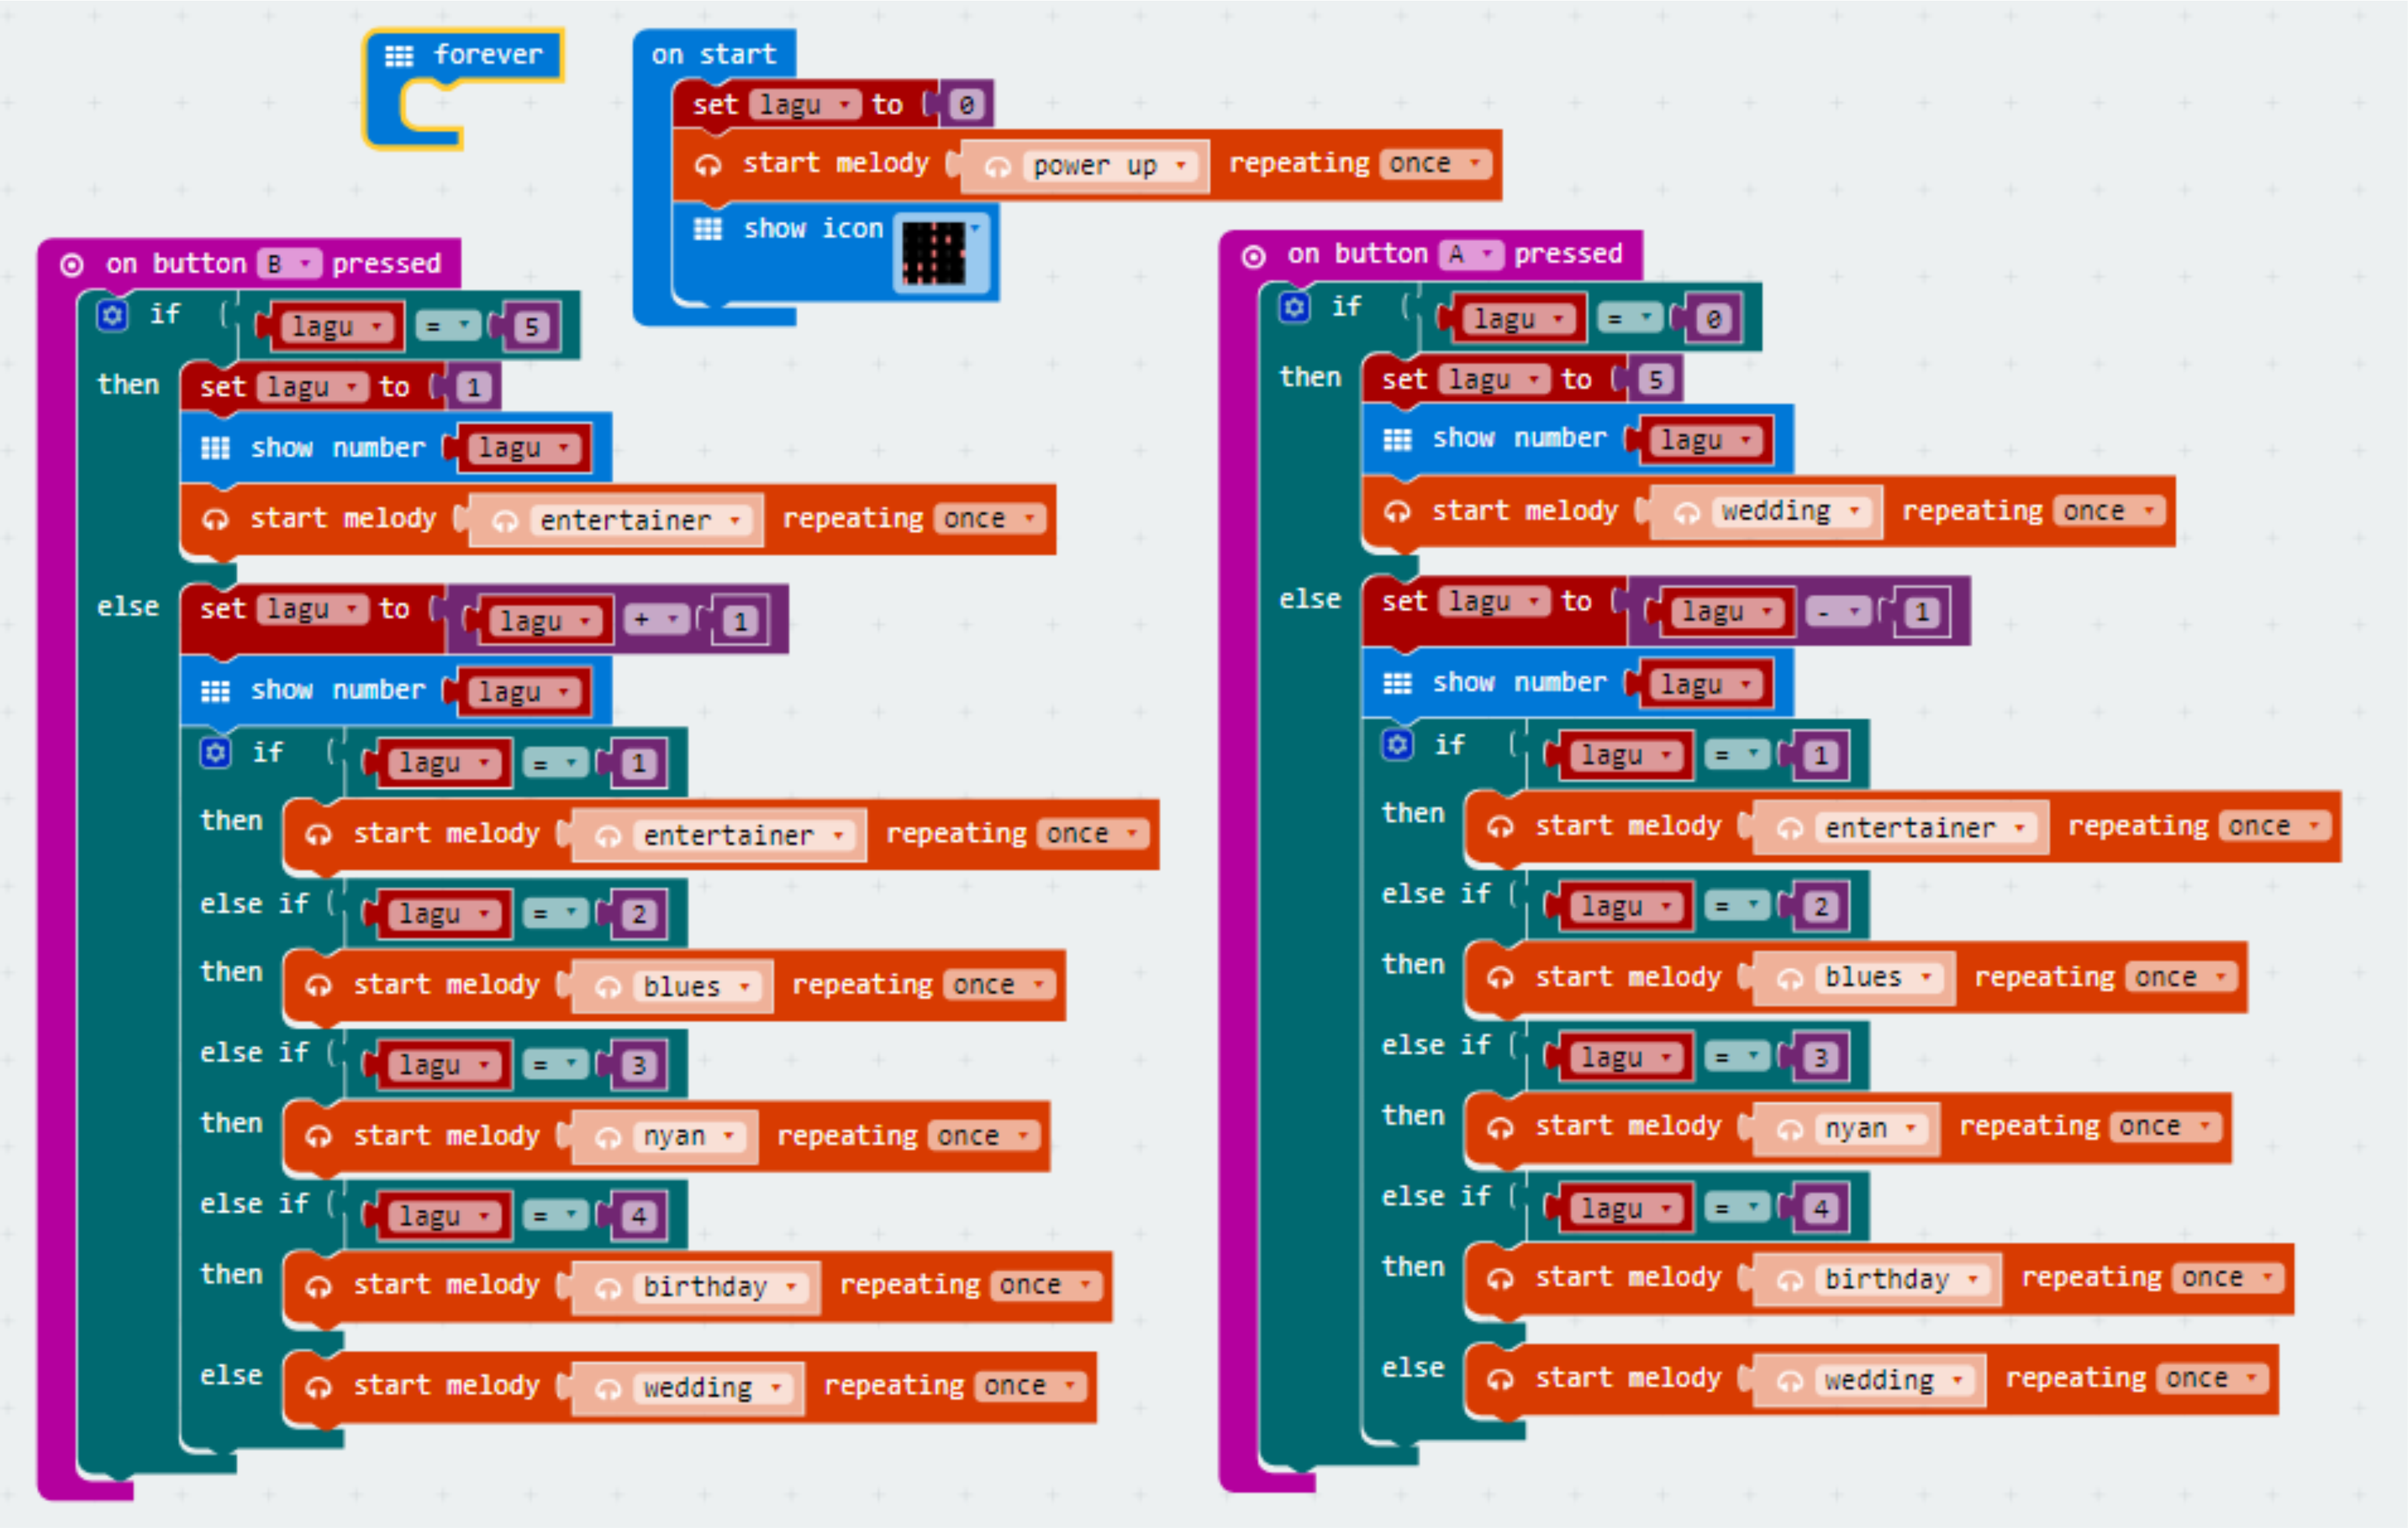 forever
on start
set lagu to 0
start melody power up repeating once
show icon
on button B pressed
if lagu = 5
then set lagu to 1
show number lagu
start melody entertainer repeating once
else set lagu to lagu + 1
show number lagu
if lagu = 1
then start melody entertainer repeating once
else if lagu = 2
then start melody blues repeating once
else if lagu = 3
then start melody nyan repeating once
else if lagu = 4
then start melody birthday repeating once
else start melody wedding repeating once
on button A pressed
if lagu = 0
then set lagu to 5
show number lagu
start melody wedding repeating once
else set lagu to lagu - 1
show number lagu
if lagu = 1
then start melody entertainer repeating once
else if lagu = 2
then start melody blues repeating once
else if lagu = 3
then start melody nyan repeating once
else if lagu = 4
then start melody birthday repeating once
else start melody wedding repeating once